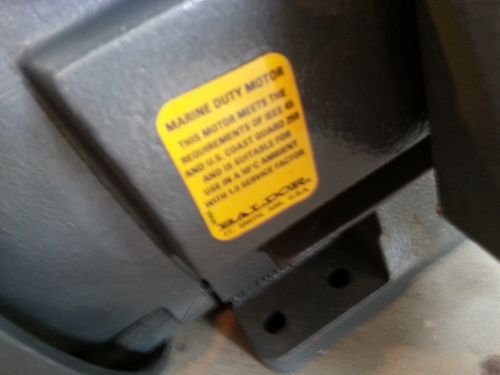 MARINE DUTY MOTOR
THIS MOTOR MEETS THE
REQUIREMENTS OF IEEE 45
AND U.S. COAST GUARD 259
AND IS SUITABLE FOR
USE IN A 50°C AMBIENT
WITH 1.0 SERVICE FACTOR
BALDOR
FT. SMITH, ARK. U.S.A.